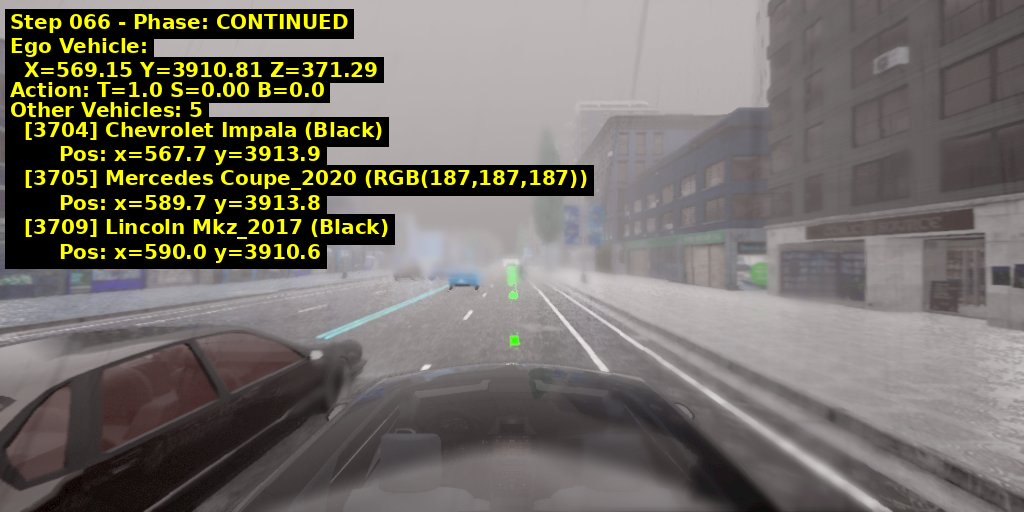 Step 066 - Phase: CONTINUED
Ego Vehicle:
X=569.15 Y=3910.81 Z=371.29
Action: T=1.0 S=0.00 B=0.0
Other Vehicles: 5
[3704] Chevrolet Impala (Black)
Pos: x=567.7 y=3913.9
[3705] Mercedes Coupe_2020 (RGB(187,187,187))
Pos: x=589.7 y=3913.8
[3709] Lincoln Mkz_2017 (Black)
Pos: x=590.0 y=3910.6